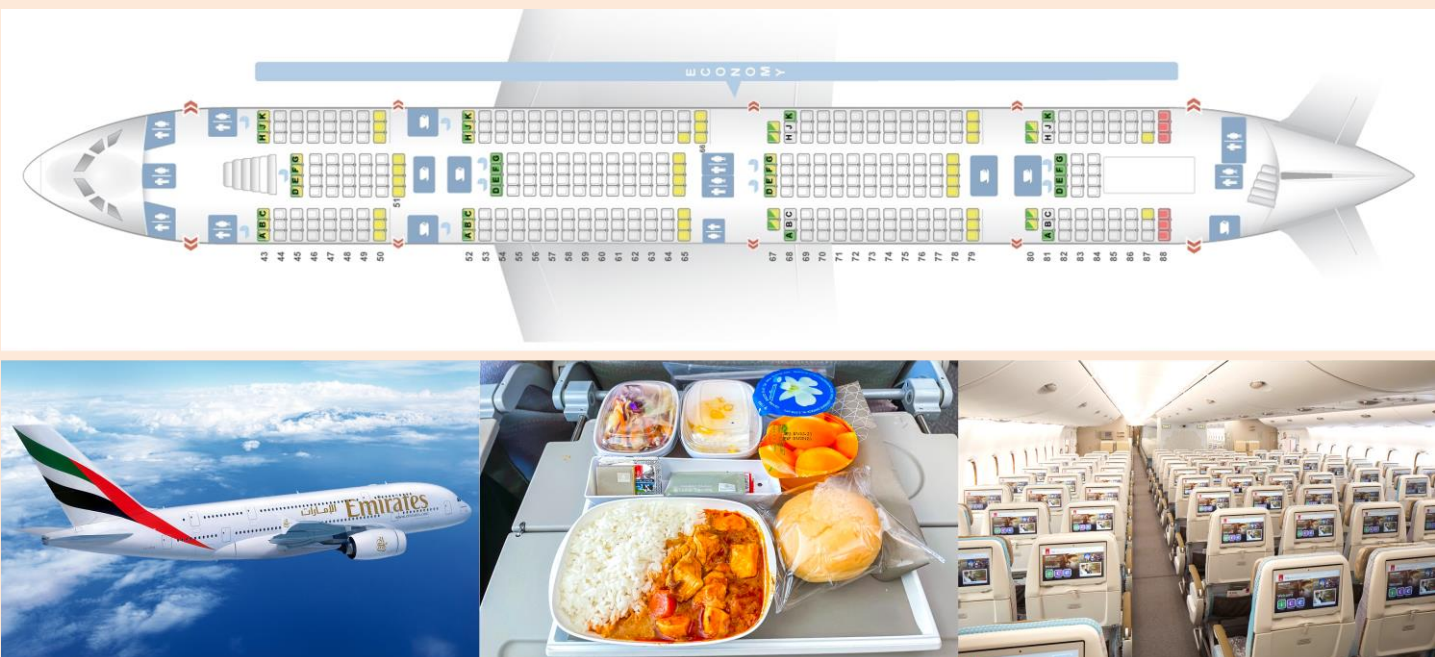 ECONOMY
HJK
HJK
HJK
HJK
66
DEFG
DEFG
DEFG
DEFG
51
ABC
ABC
ABC
ABC
43 44 45 46 47 48 49 50 52 53 54 55 56 57 58 59 60 61 62 63 64 65 67 68 69 70 71 72 73 74 75 76 77 78 79 80 81 82 83 84 85 86 87 88
الإمارات Emirates